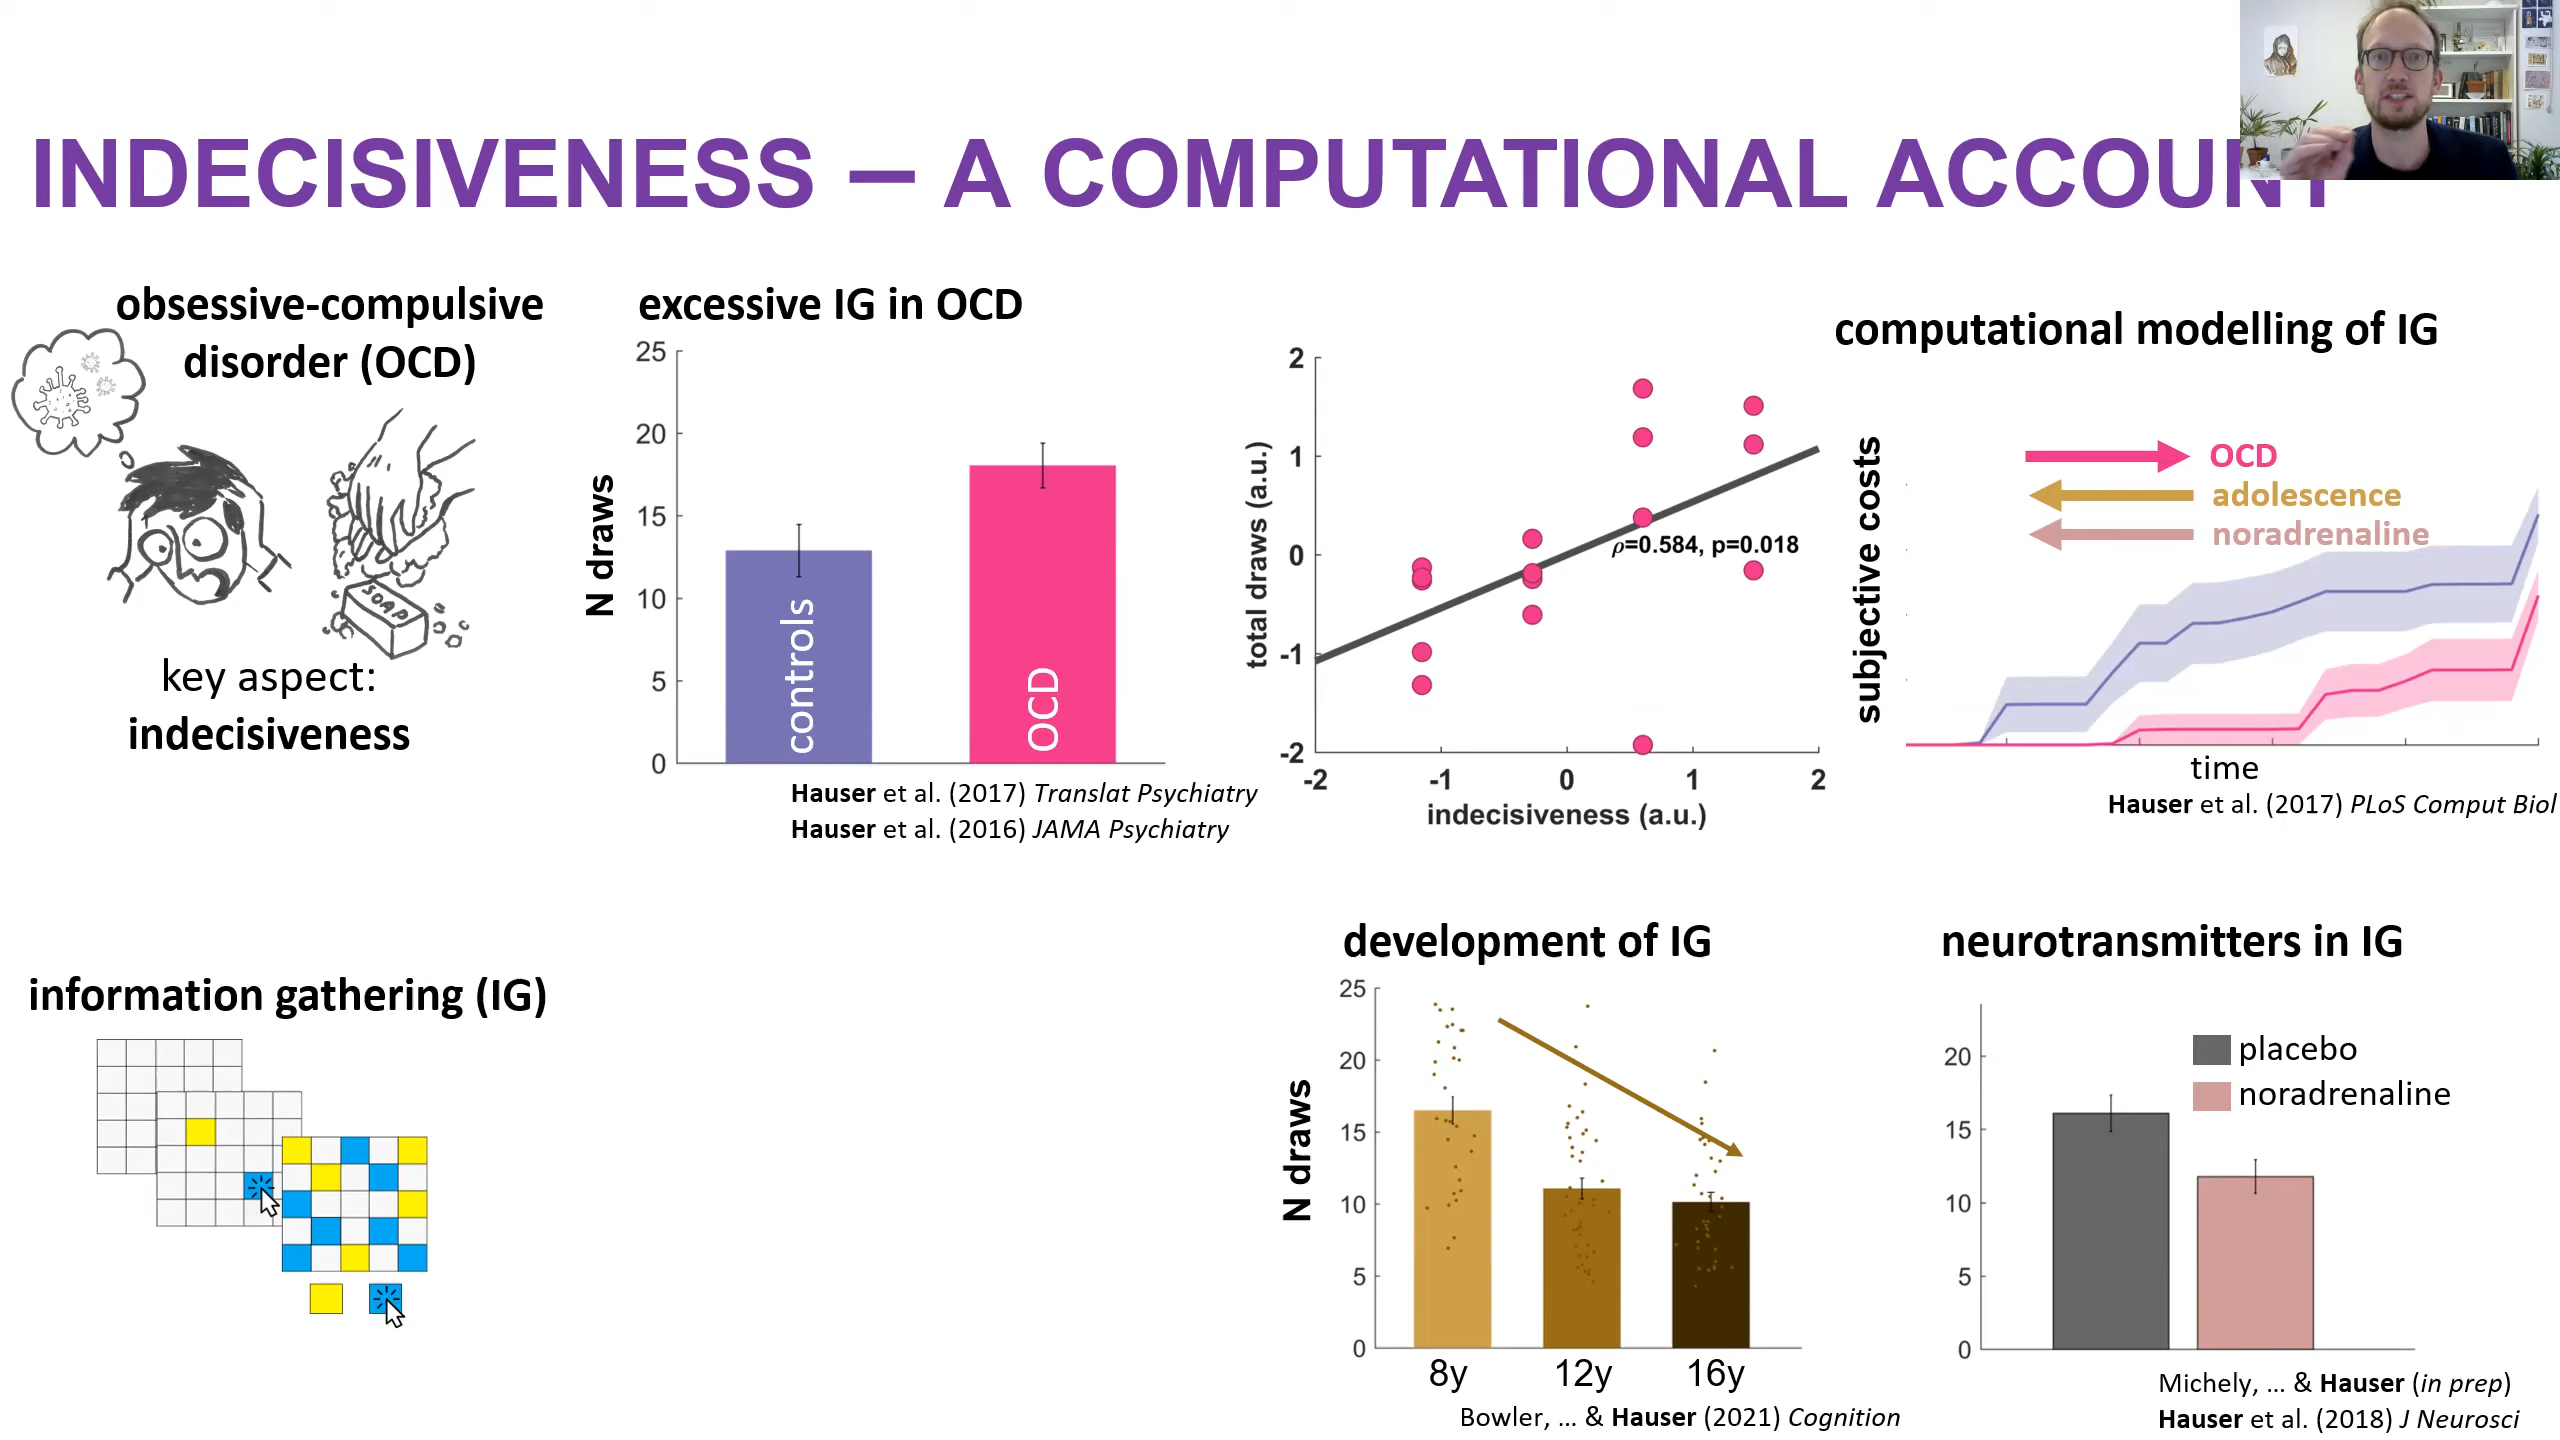 INDECISIVENESS – A COMPUTATIONAL ACCOUNT
obsessive-compulsive
disorder (OCD)
SOAP
key aspect:
indecisiveness
excessive IG in OCD
25
20
15
10
5
0
N draws
controls
OCD
Hauser et al. (2017) Translat Psychiatry
Hauser et al. (2016) JAMA Psychiatry
2
1
0
-1
-2
total draws (a.u.)
ρ=0.584, p=0.018
-2 -1 0 1 2
indecisiveness (a.u.)
computational modelling of IG
subjective costs
OCD
adolescence
noradrenaline
time
Hauser et al. (2017) PLoS Comput Biol
information gathering (IG)
development of IG
25
20
15
10
5
0
N draws
8y 12y 16y
Bowler, ... & Hauser (2021) Cognition
neurotransmitters in IG
20
15
10
5
0
placebo
noradrenaline
Michely, ... & Hauser (in prep)
Hauser et al. (2018) J Neurosci